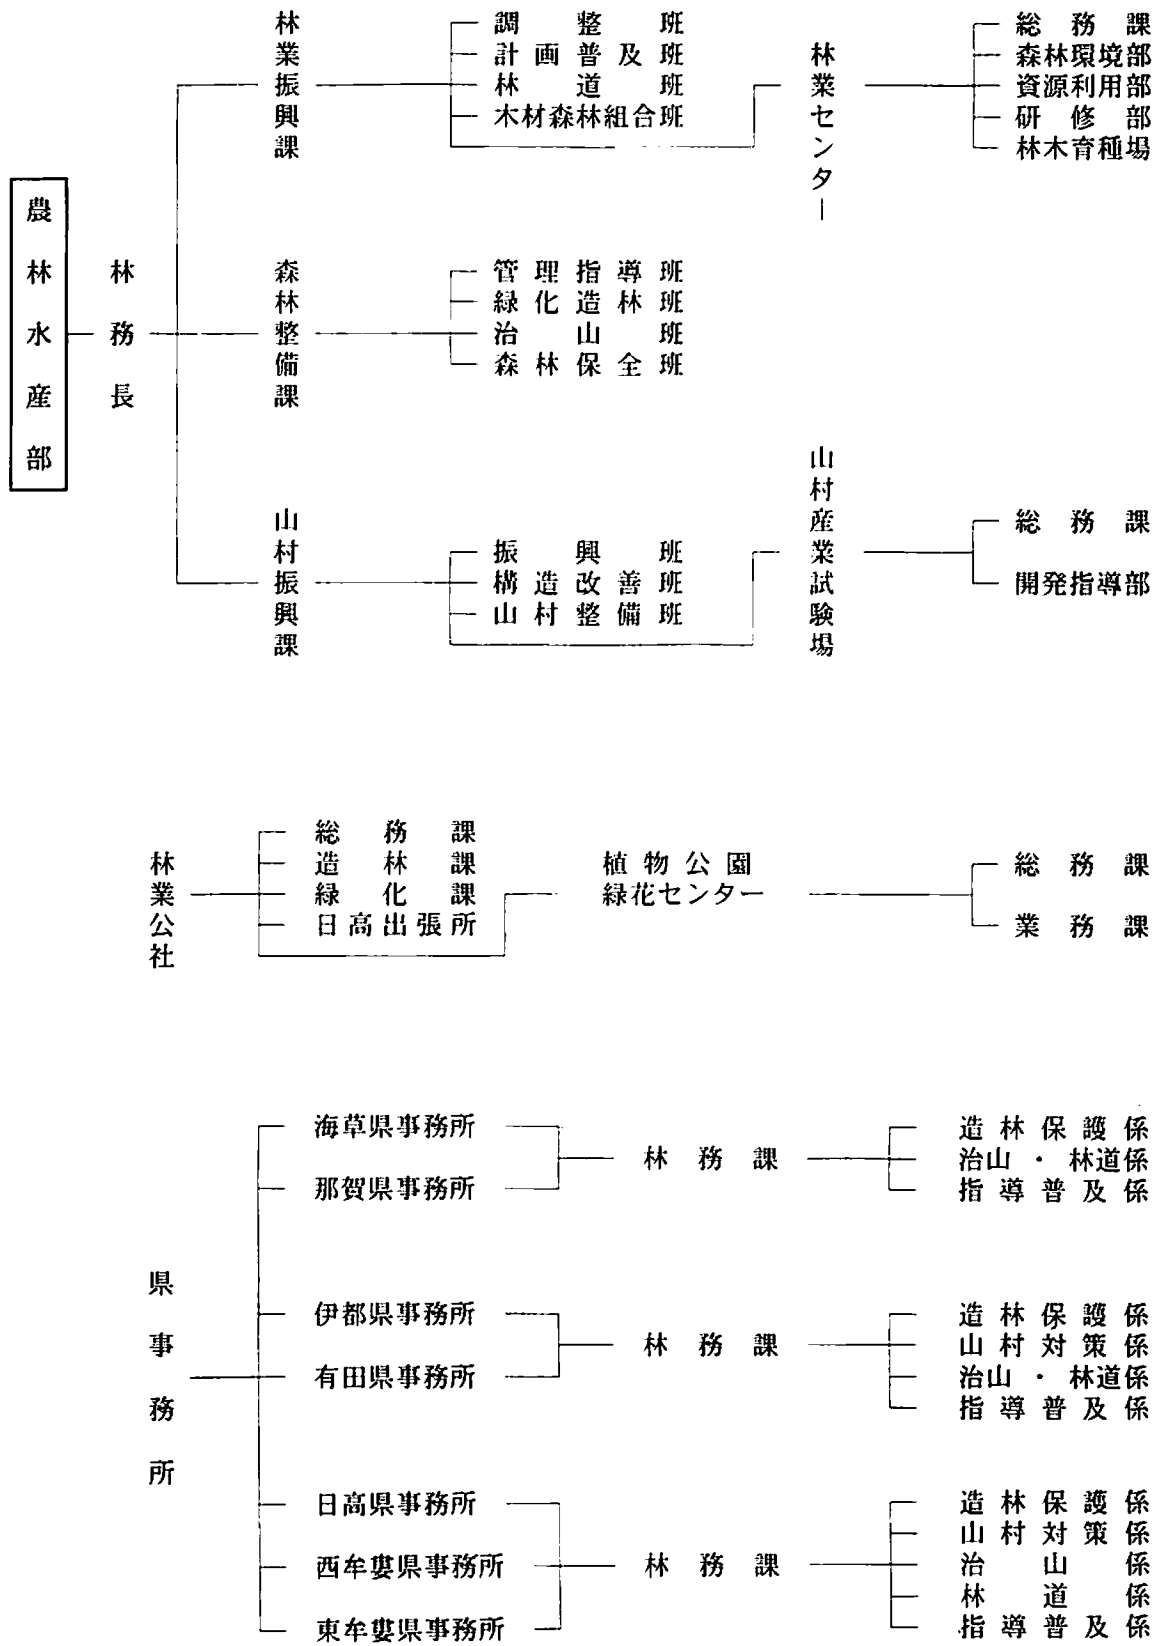 農林水産部
林務長
林業振興課
調整班
計画普及班
林道班
木材森林組合班
林業センター
総務課
森林環境部
資源利用部
研修部
林木育種場
森林整備課
管理指導班
緑化造林班
治山班
森林保全班
山村振興課
振興班
構造改善班
山村整備班
山村産業試験場
総務課
開発指導部
林業公社
総務課
造林課
緑化課
日高出張所
植物公園
緑花センター
総務課
業務課
県事務所
海草県事務所
那賀県事務所
林務課
造林保護係
治山・林道係
指導普及係
伊都県事務所
有田県事務所
林務課
造林保護係
山村対策係
治山・林道係
指導普及係
日高県事務所
西牟婁県事務所
東牟婁県事務所
林務課
造林保護係
山村対策係
治山係
林道係
指導普及係